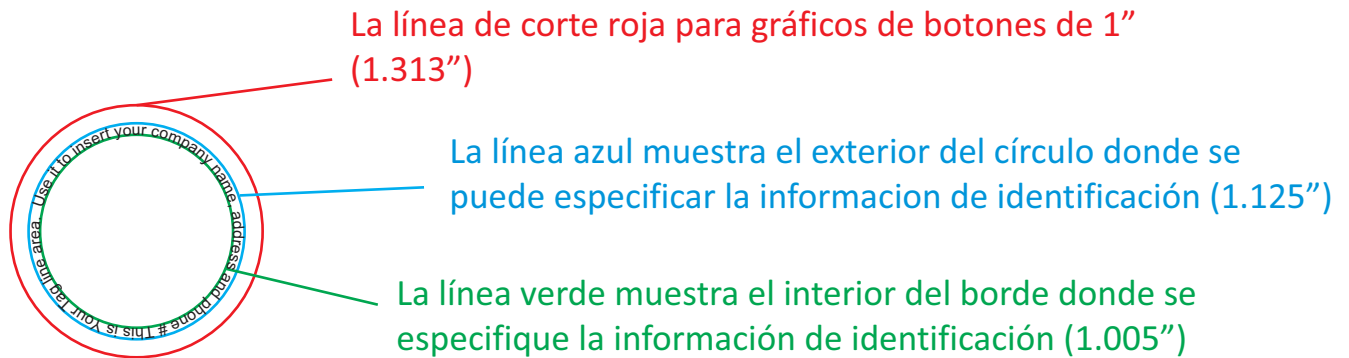 La línea de corte roja para gráficos de botones de 1”
(1.313”)
La línea azul muestra el exterior del círculo donde se
puede especificar la informacion de identificación (1.125”)
La línea verde muestra el interior del borde donde se
especifique la información de identificación (1.005”)
This is Your Tag line area. Use it to insert your company name, address and phone #